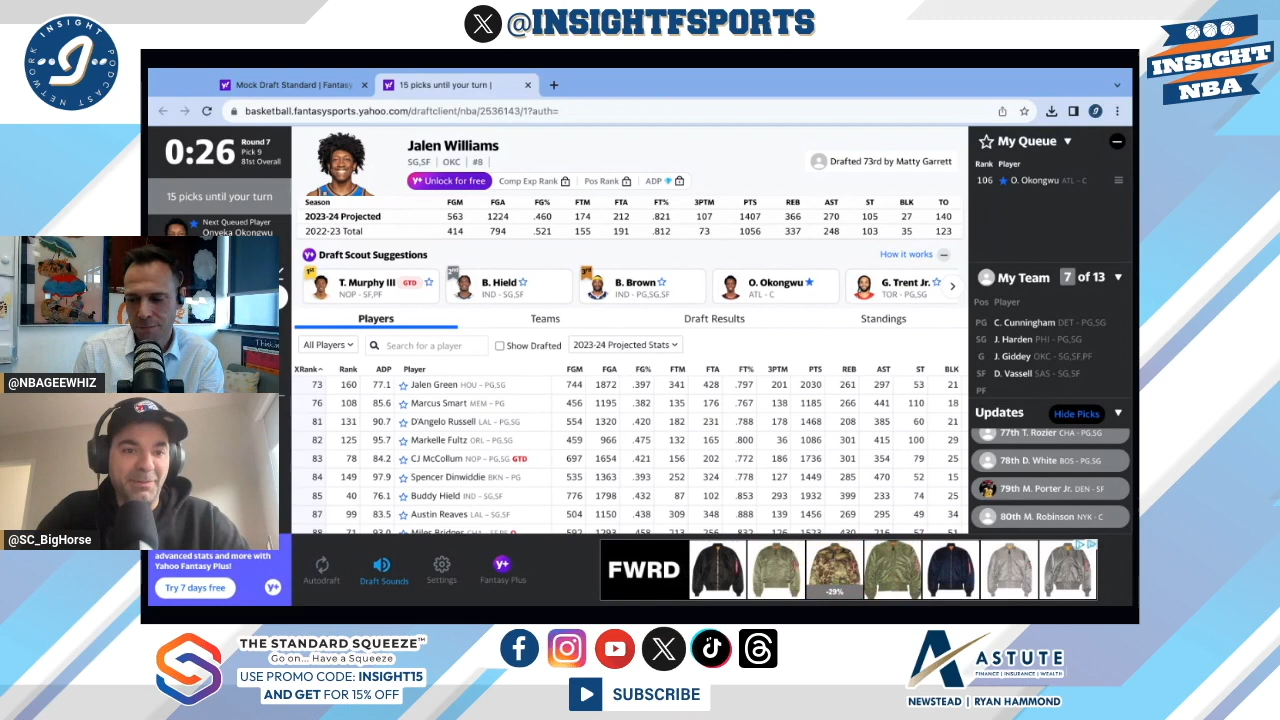 @INSIGHTFSPORTS
INSIGHT
PODCAST NETWORK
INSIGHT
NBA
Mock Draft Standard | Fantasy
15 picks until your turn |
basketball.fantasysports.yahoo.com/draftclient/nba/2536143/1?auth=
0:26
Round 7
Pick 9
81st Overall
15 picks until your turn
Next Queued Player
Onyeka Okongwu
Jalen Williams
SG,SF | OKC | #8
Drafted 73rd by Matty Garrett
Y+ Unlock for free Comp Exp Rank Pos Rank ADP
Season FGM FGA FG% FTM FTA FT% 3PTM PTS REB AST ST BLK TO
2023-24 Projected 563 1224 .460 174 212 .821 107 1407 366 270 105 27 140
2022-23 Total 414 794 .521 155 191 .812 73 1056 337 248 103 35 123
Draft Scout Suggestions
How it works
1st T. Murphy III GTD
NOP - SF,PF
2nd B. Hield
IND - SG,SF
3rd B. Brown
IND - PG,SG,SF
O. Okongwu
ATL - C
G. Trent Jr.
TOR - PG,SG
Players Teams Draft Results Standings
All Players Search for a player Show Drafted 2023-24 Projected Stats
XRank Rank ADP Player FGM FGA FG% FTM FTA FT% 3PTM PTS REB AST ST BLK
73 160 77.1 Jalen Green HOU - PG,SG 744 1872 .397 341 428 .797 201 2030 261 297 53 21
76 108 85.6 Marcus Smart MEM - PG 456 1195 .382 135 176 .767 138 1185 266 441 110 18
81 131 90.7 D'Angelo Russell LAL - PG,SG 554 1320 .420 182 231 .788 178 1468 208 385 60 21
82 125 95.7 Markelle Fultz ORL - PG,SG 459 966 .475 132 165 .800 36 1086 301 415 100 29
83 78 84.2 CJ McCollum NOP - PG,SG GTD 697 1654 .421 156 202 .772 186 1736 301 354 79 25
84 149 97.9 Spencer Dinwiddie BKN - PG 535 1363 .393 252 324 .778 127 1449 285 470 52 15
85 40 76.1 Buddy Hield IND - SG,SF 776 1798 .432 87 102 .853 293 1932 399 233 74 25
87 99 83.5 Austin Reaves LAL - SG,SF 504 1150 .438 309 348 .888 139 1456 269 295 49 34
88 71 93.0 Miles Bridges
My Queue
Rank Player
106 O. Okongwu ATL - C
My Team 7 of 13
Pos Player
PG C. Cunningham DET - PG,SG
SG J. Harden PHI - PG,SG
G J. Giddey OKC - SG,SF,PF
SF D. Vassell SAS - SG,SF
PF
Updates Hide Picks
77th T. Rozier CHA - PG,SG
78th D. White BOS - PG,SG
79th M. Porter Jr. DEN - SF
80th M. Robinson NYK - C
@NBAGEEWHIZ
@SC_BigHorse
advanced stats and more with
Yahoo Fantasy Plus!
Try 7 days free
Autodraft Draft Sounds Settings Fantasy Plus
FWRD
-29%
THE STANDARD SQUEEZE™
Go on... Have a Squeeze
USE PROMO CODE: INSIGHT15
AND GET FOR 15% OFF
SUBSCRIBE
ASTUTE
FINANCE | INSURANCE | WEALTH
NEWSTEAD | RYAN HAMMOND